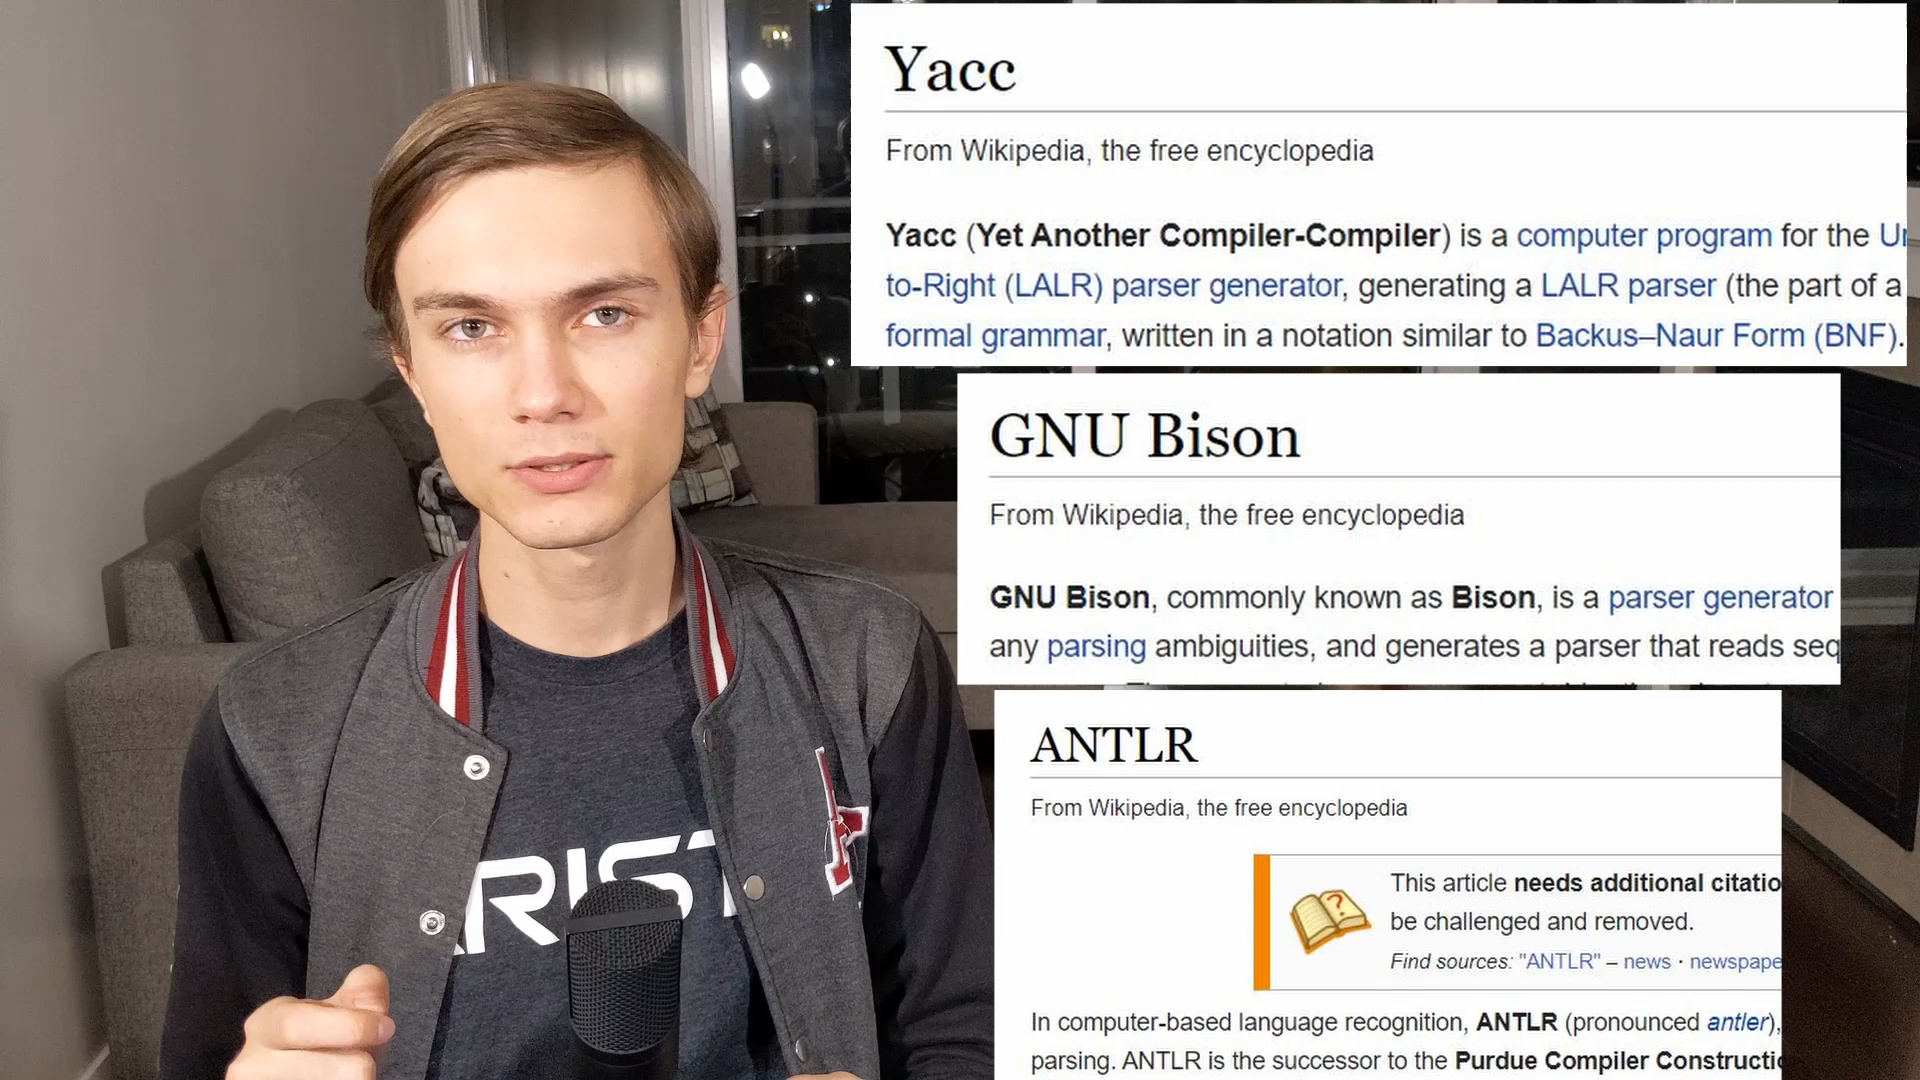 Yacc
From Wikipedia, the free encyclopedia
Yacc (Yet Another Compiler-Compiler) is a computer program for the
to-Right (LALR) parser generator, generating a LALR parser (the part of a
formal grammar, written in a notation similar to Backus–Naur Form (BNF).
GNU Bison
From Wikipedia, the free encyclopedia
GNU Bison, commonly known as Bison, is a parser generator
any parsing ambiguities, and generates a parser that reads seq
ANTLR
From Wikipedia, the free encyclopedia
This article needs additional citatio
be challenged and removed.
Find sources: "ANTLR" – news · newspape
In computer-based language recognition, ANTLR (pronounced antler),
parsing. ANTLR is the successor to the Purdue Compiler Constructi
RIST